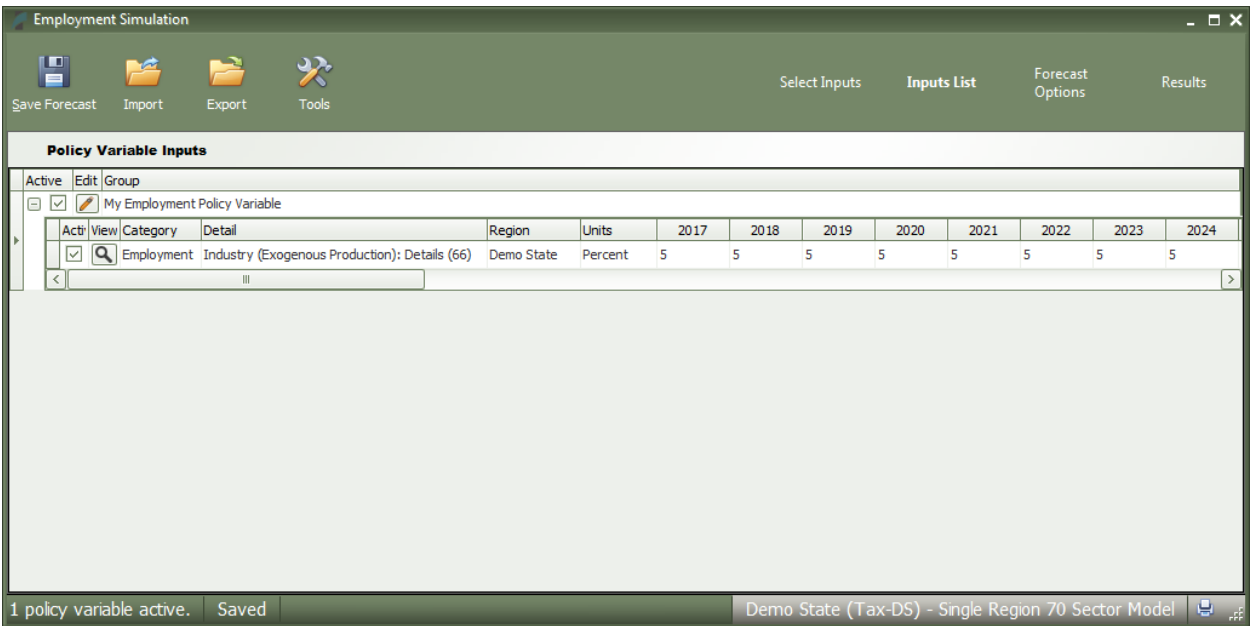 Employment Simulation
Save Forecast Import Export Tools Select Inputs Inputs List Forecast Options Results
Policy Variable Inputs
Active Edit Group
My Employment Policy Variable
Acti View Category Detail Region Units 2017 2018 2019 2020 2021 2022 2023 2024
Employment Industry (Exogenous Production): Details (66) Demo State Percent 5 5 5 5 5 5 5 5
1 policy variable active. Saved Demo State (Tax-DS) - Single Region 70 Sector Model